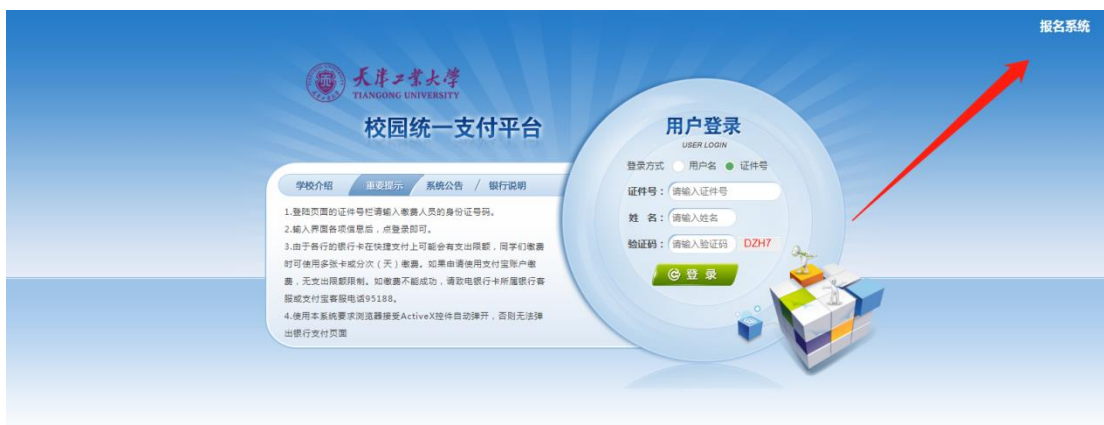 报名系统
天津工业大学
TIANGONG UNIVERSITY
校园统一支付平台
学校介绍 重要提示 系统公告 银行说明
1.登陆页面的证件号栏请输入缴费人员的身份证号码。
2.输入界面各项信息后，点登录即可。
3.由于各行的银行卡在快捷支付上可能会有支出限额，同学们缴费
时可使用多张卡或分次（天）缴费。如果申请使用支付宝账户缴
费，无支出限额限制。如缴费不能成功，请致电银行卡所属银行客
服或支付宝客服电话95188。
4.使用本系统要求浏览器接受ActiveX控件自动弹开，否则无法弹
出银行支付页面
用户登录
USER LOGIN
登录方式 用户名 证件号
证件号：请输入证件号
姓 名：请输入姓名
验证码：请输入验证码 DZH7
登 录